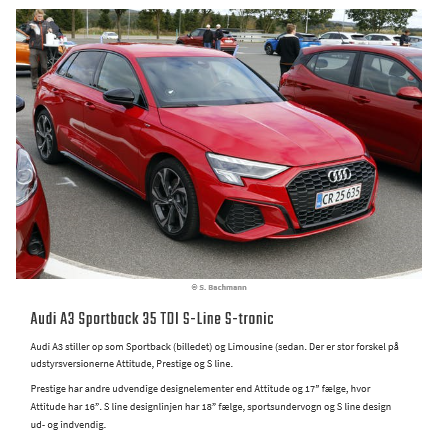 CR 25 635
© S. Bachmann
Audi A3 Sportback 35 TDI S-Line S-tronic
Audi A3 stiller op som Sportback (billedet) og Limousine (sedan. Der er stor forskel på
udstyrsversionerne Attitude, Prestige og S line.
Prestige har andre udvendige designelementer end Attitude og 17” fælge, hvor
Attitude har 16”. S line designlinjen har 18” fælge, sportsundervogn og S line design
ud- og indvendig.